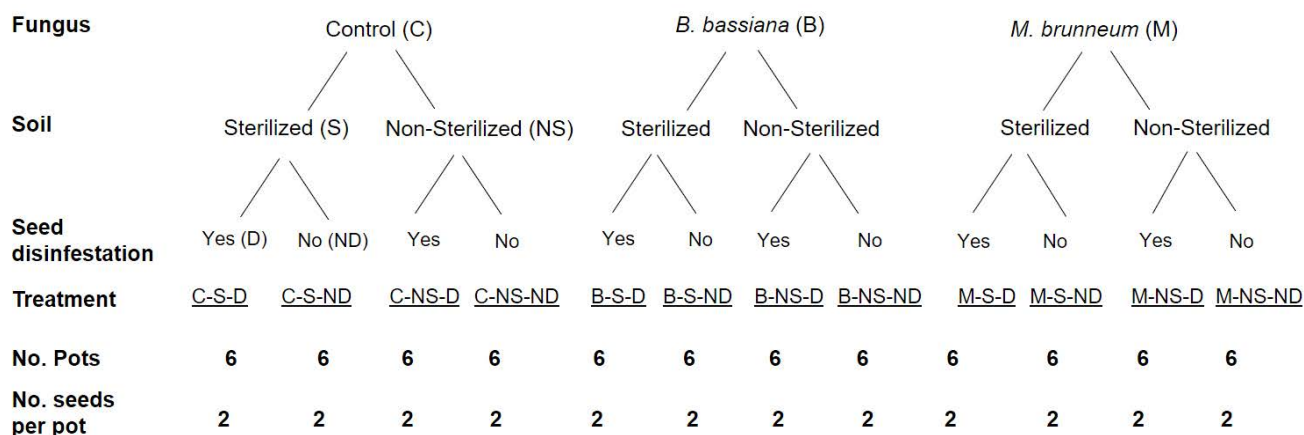 Fungus Control (C) B. bassiana (B) M. brunneum (M)
Soil Sterilized (S) Non-Sterilized (NS) Sterilized Non-Sterilized Sterilized Non-Sterilized
Seed
disinfestation Yes (D) No (ND) Yes No Yes No Yes No Yes No Yes No
Treatment C-S-D C-S-ND C-NS-D C-NS-ND B-S-D B-S-ND B-NS-D B-NS-ND M-S-D M-S-ND M-NS-D M-NS-ND
No. Pots 6 6 6 6 6 6 6 6 6 6 6 6
No. seeds
per pot 2 2 2 2 2 2 2 2 2 2 2 2